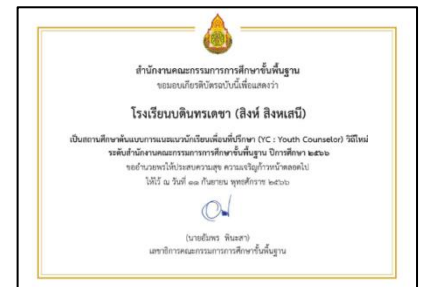 สำนักงานคณะกรรมการการศึกษาขั้นพื้นฐาน
ขอมอบเกียรติบัตรฉบับนี้เพื่อแสดงว่า
โรงเรียนบดินทรเดชา (สิงห์ สิงหเสนี)
เป็นสถานศึกษาต้นแบบการแนะแนวนักเรียนเพื่อนที่ปรึกษา (YC : Youth Counselor) วิถีใหม่
ระดับสำนักงานคณะกรรมการการศึกษาขั้นพื้นฐาน ปีการศึกษา ๒๕๖๖
ขออำนวยพรให้ประสบความสุข ความเจริญก้าวหน้าตลอดไป
ให้ไว้ ณ วันที่ ๑๑ กันยายน พุทธศักราช ๒๕๖๖
(นายอัมพร พินะสา)
เลขาธิการคณะกรรมการการศึกษาขั้นพื้นฐาน